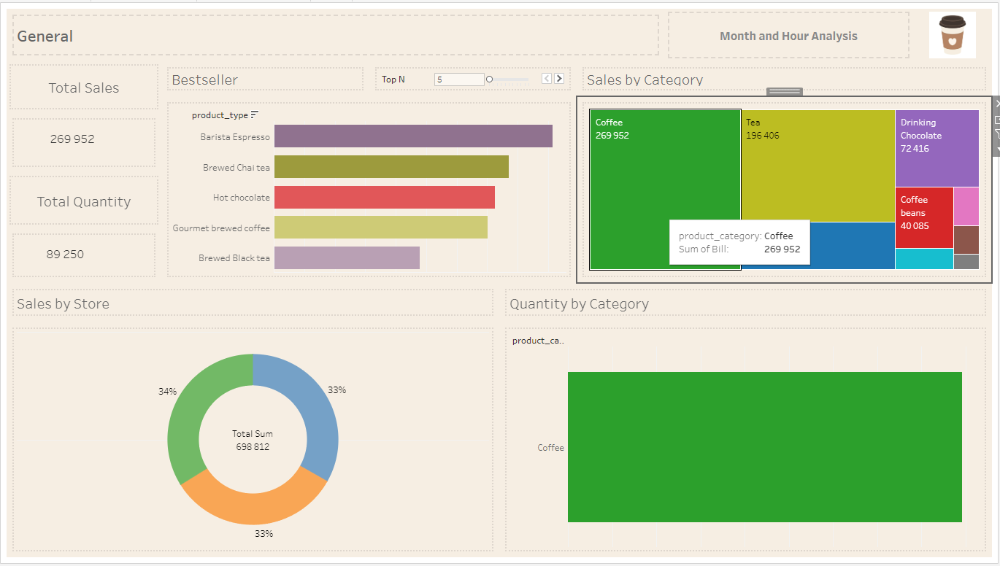 General
Month and Hour Analysis
Total Sales
269 952
Total Quantity
89 250
Bestseller
Top N
5
product_type
Barista Espresso
Brewed Chai tea
Hot chocolate
Gourmet brewed coffee
Brewed Black tea
Sales by Category
Coffee
269 952
Tea
196 406
Drinking
Chocolate
72 416
Coffee
beans
40 085
product_category: Coffee
Sum of Bill: 269 952
Sales by Store
34%
33%
Total Sum
698 812
33%
Quantity by Category
product_ca..
Coffee